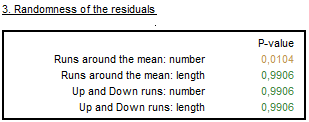 3. Randomness of the residuals
.
P-value
Runs around the mean: number 0,0104
Runs around the mean: length 0,9906
Up and Down runs: number 0,9906
Up and Down runs: length 0,9906